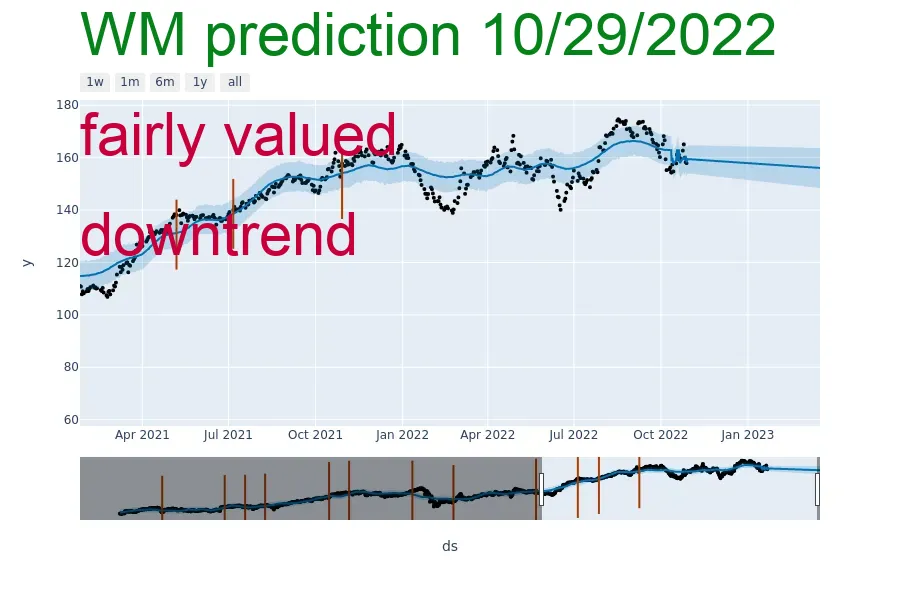 WM prediction 10/29/2022
1w 1m 6m 1y all
180
fairly valued
160
140
downtrend
120
y
100
80
60
Apr 2021 Jul 2021 Oct 2021 Jan 2022 Apr 2022 Jul 2022 Oct 2022 Jan 2023
ds